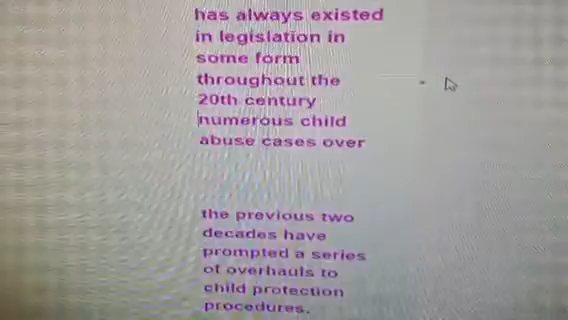 has always existed
in legislation in
some form
throughout the
20th century
numerous child
abuse cases over
the previous two
decades have
prompted a series
of overhauls to
child protection
procedures.